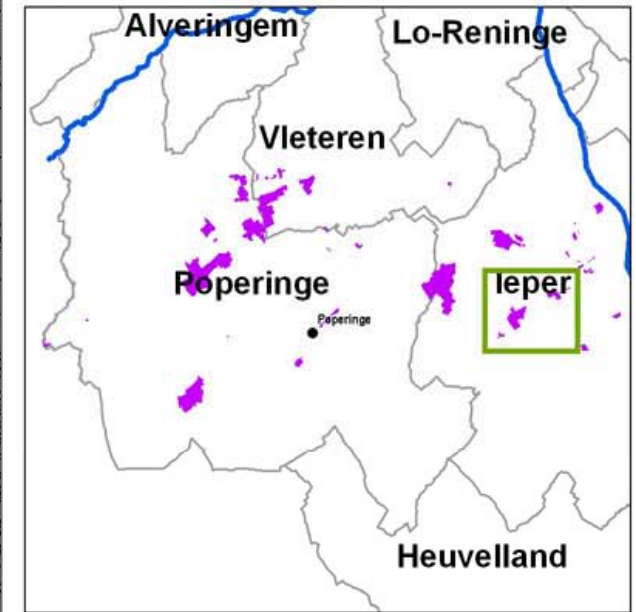 Alveringem
Lo-Reninge
Vleteren
Poperinge
Ieper
Poperinge
Heuvelland